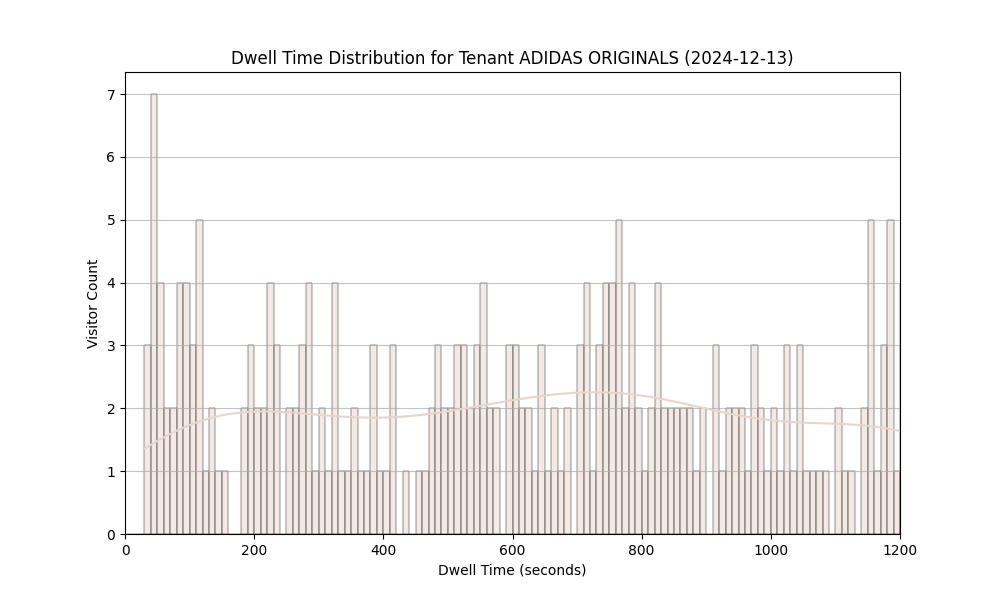 Dwell Time Distribution for Tenant ADIDAS ORIGINALS (2024-12-13)
7
6
5
4
3
2
1
0
Visitor Count
0 200 400 600 800 1000 1200
Dwell Time (seconds)